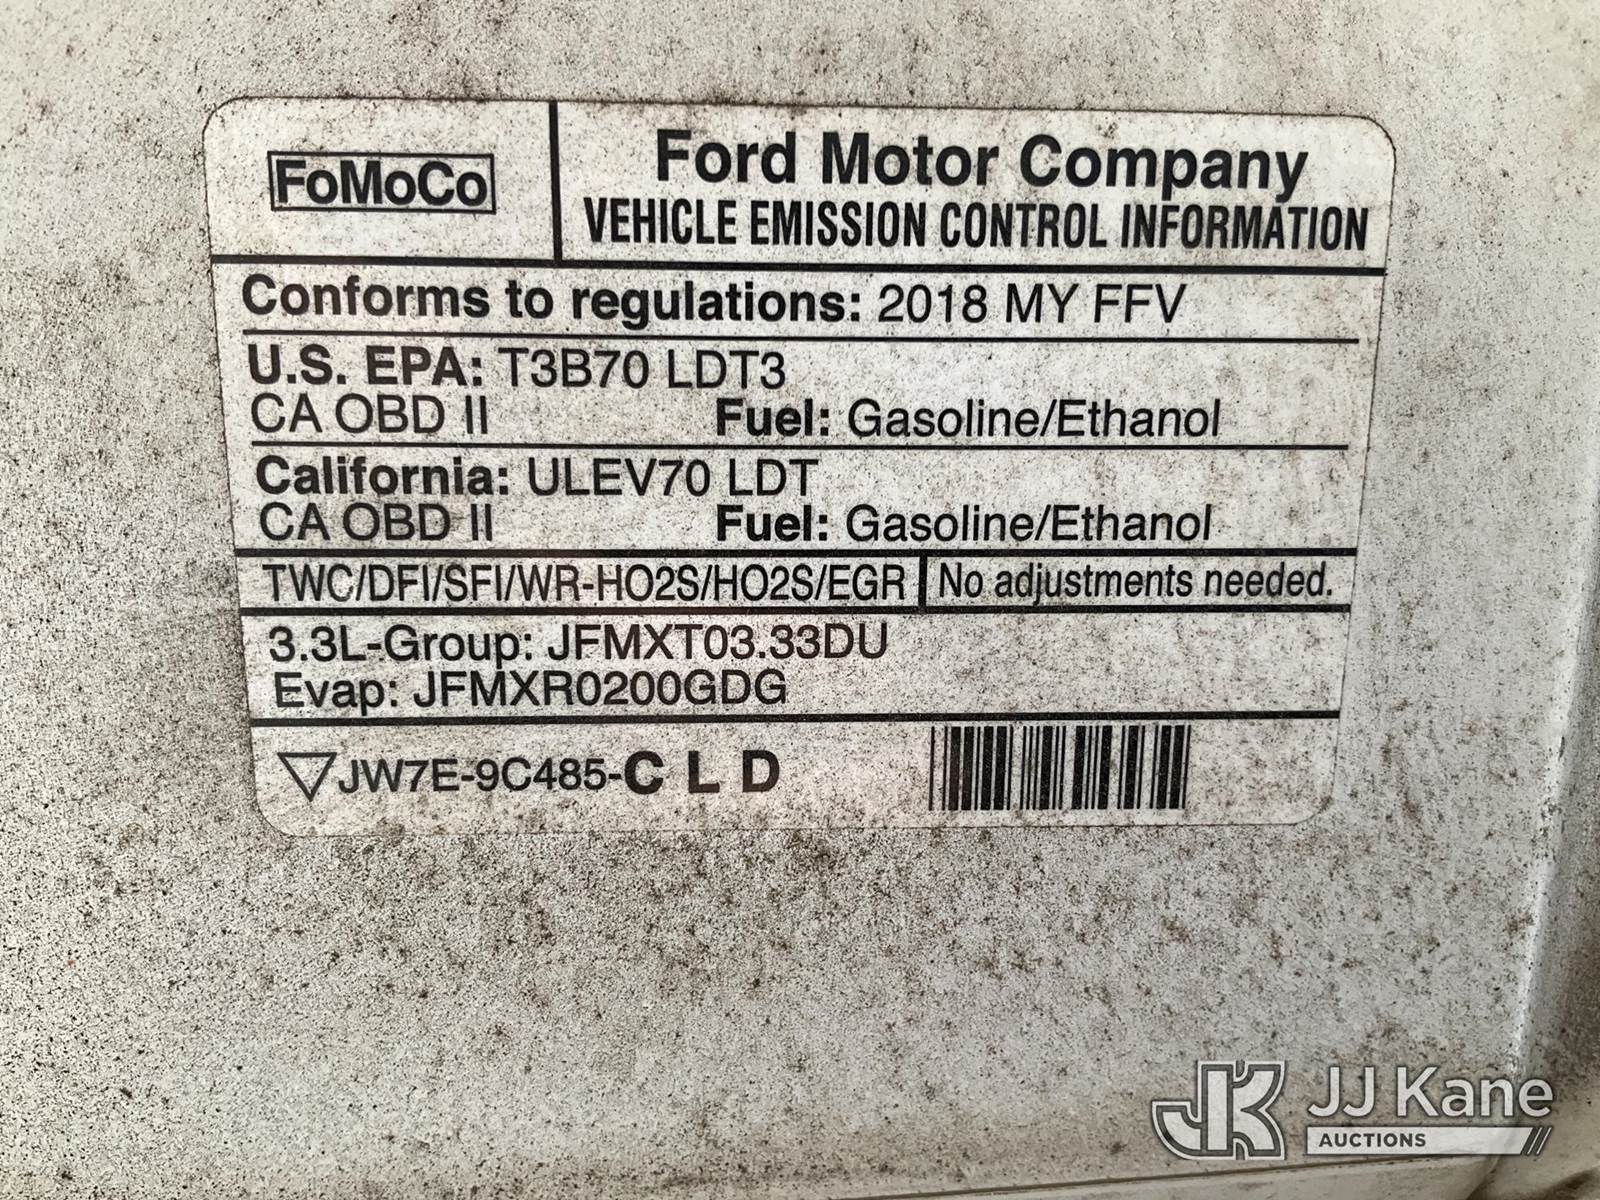 FoMoCo
Ford Motor Company
VEHICLE EMISSION CONTROL INFORMATION
Conforms to regulations: 2018 MY FFV
U.S. EPA: T3B70 LDT3
CA OBD II Fuel: Gasoline/Ethanol
California: ULEV70 LDT
CA OBD II Fuel: Gasoline/Ethanol
TWC/DFI/SFI/WR-HO2S/HO2S/EGR No adjustments needed.
3.3L-Group: JFMXT03.33DU
Evap: JFMXR0200GDG
JW7E-9C485-C L D
JK JJ Kane
AUCTIONS